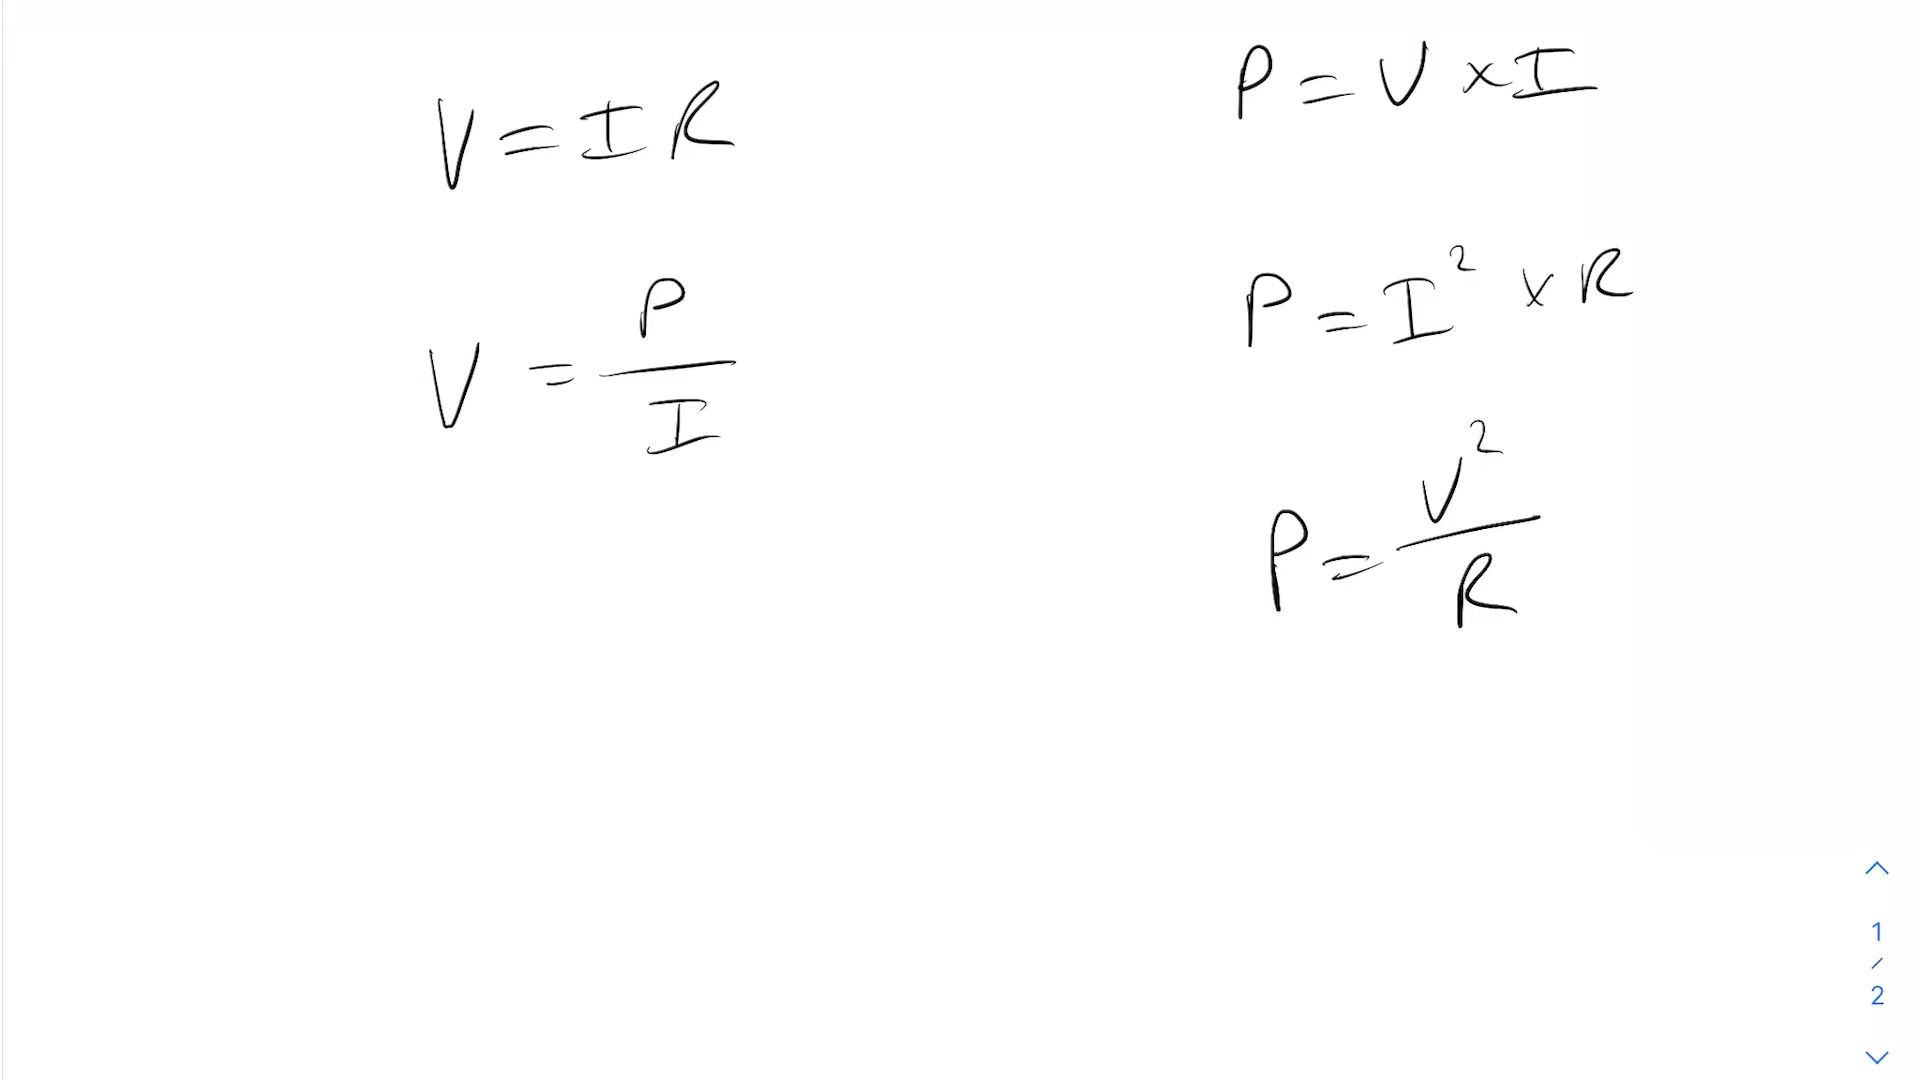 V = IR
V = P/I
P = V × I
P = I² × R
P = V²/R
1
/
2